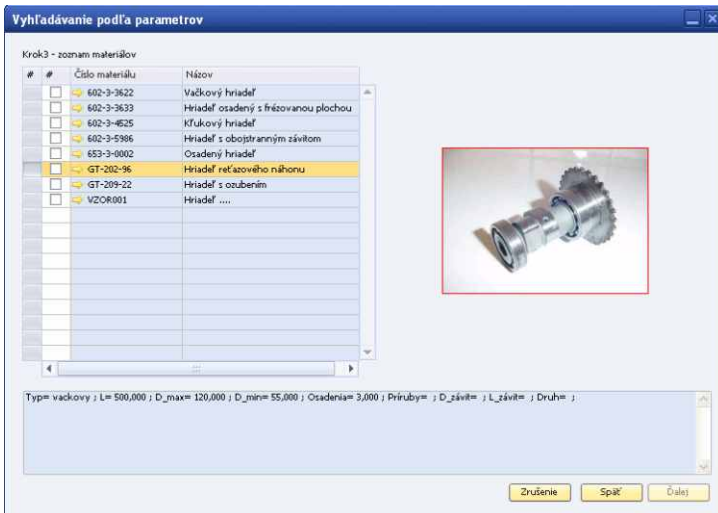 Vyhľadávanie podľa parametrov
Krok3 - zoznam materiálov
# # Číslo materiálu Názov
602-3-3622 Vačkový hriadeľ
602-3-3633 Hriadeľ osadený s frézovanou plochou
602-3-4525 Kľukový hriadeľ
602-3-5986 Hriadeľ s obojstranným závitom
653-3-0002 Osadený hriadeľ
GT-202-96 Hriadeľ reťazového náhonu
GT-209-22 Hriadeľ s ozubením
VZOR001 Hriadeľ ....
Typ= vackovy ; L= 500,000 ; D_max= 120,000 ; D_min= 55,000 ; Osadenia= 3,000 ; Príruby= ; D_závit= ; L_závit= ; Druh= ;
Zrušenie Späť Ďalej